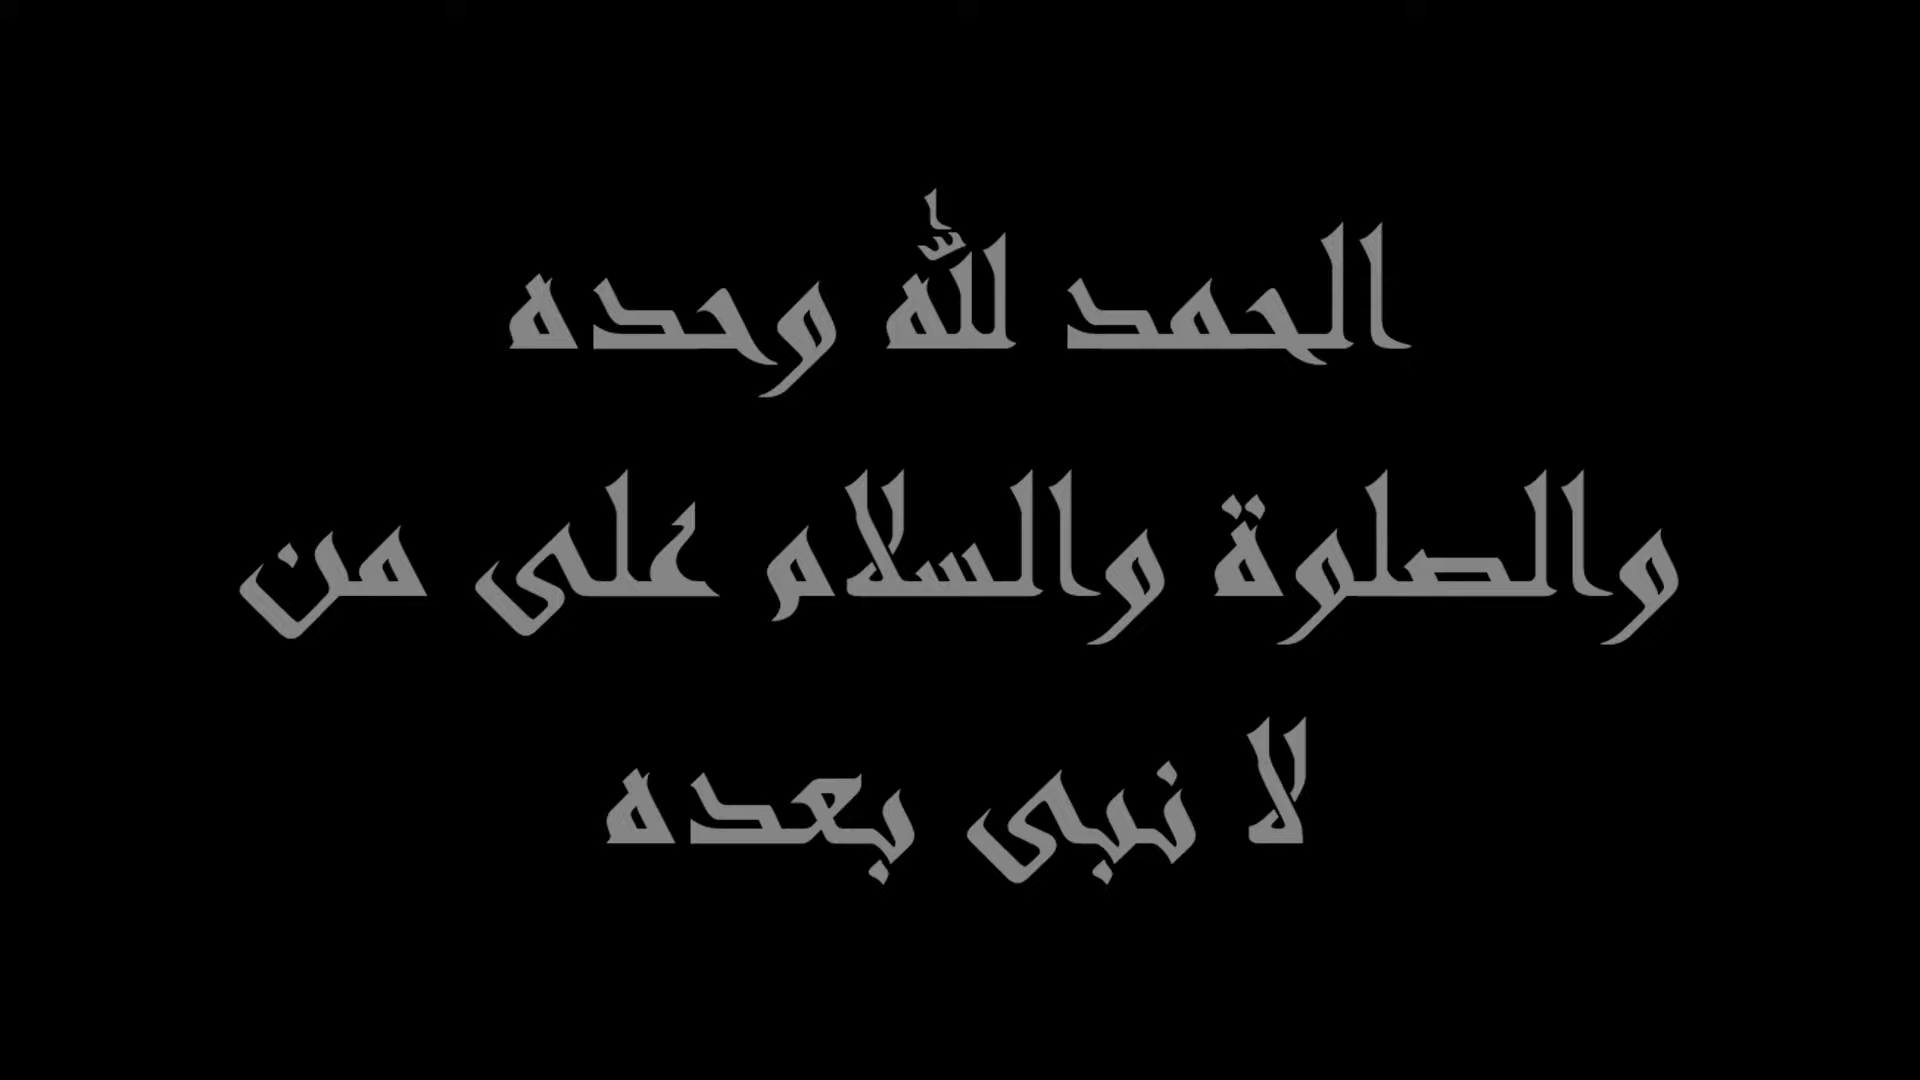 الحمد لله وحده
والصلوة والسلام على من
لا نبى بعده